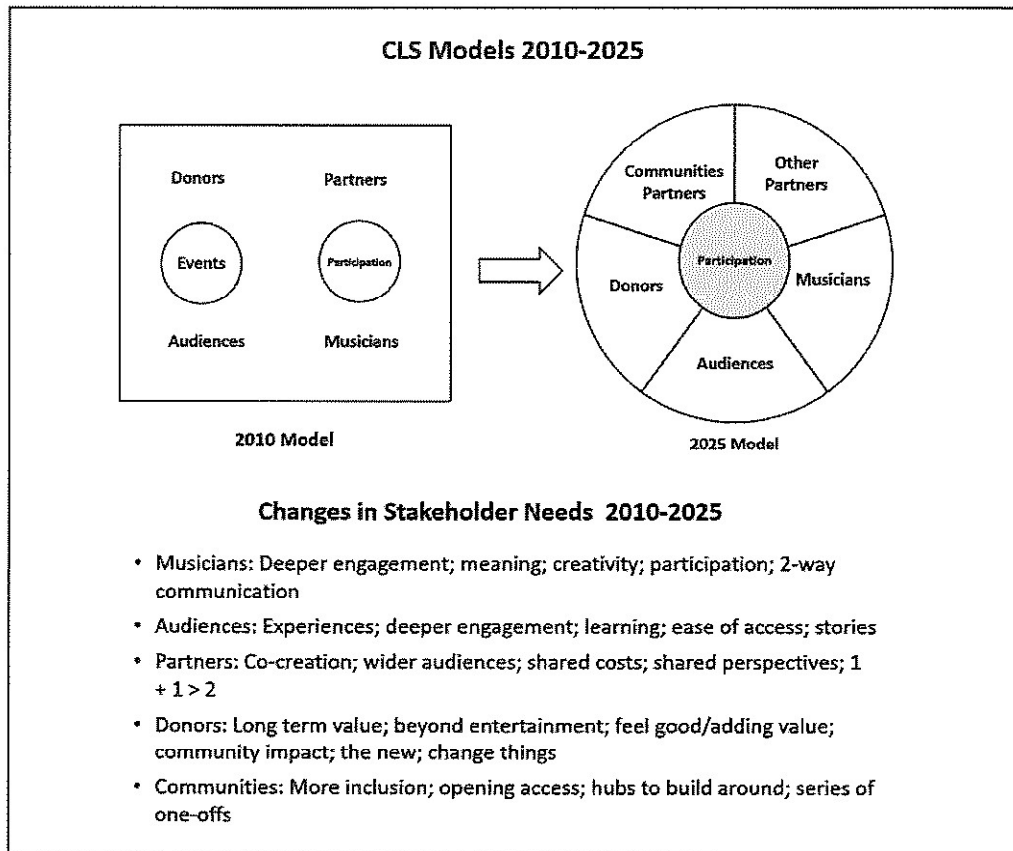 CLS Models 2010-2025
Donors
Partners
Events
Participation
Audiences
Musicians
2010 Model
Communities
Partners
Other
Partners
Donors
Participation
Musicians
Audiences
2025 Model
Changes in Stakeholder Needs 2010-2025
• Musicians: Deeper engagement; meaning; creativity; participation; 2-way
communication
• Audiences: Experiences; deeper engagement; learning; ease of access; stories
• Partners: Co-creation; wider audiences; shared costs; shared perspectives; 1
+ 1 > 2
• Donors: Long term value; beyond entertainment; feel good/adding value;
community impact; the new; change things
• Communities: More inclusion; opening access; hubs to build around; series of
one-offs